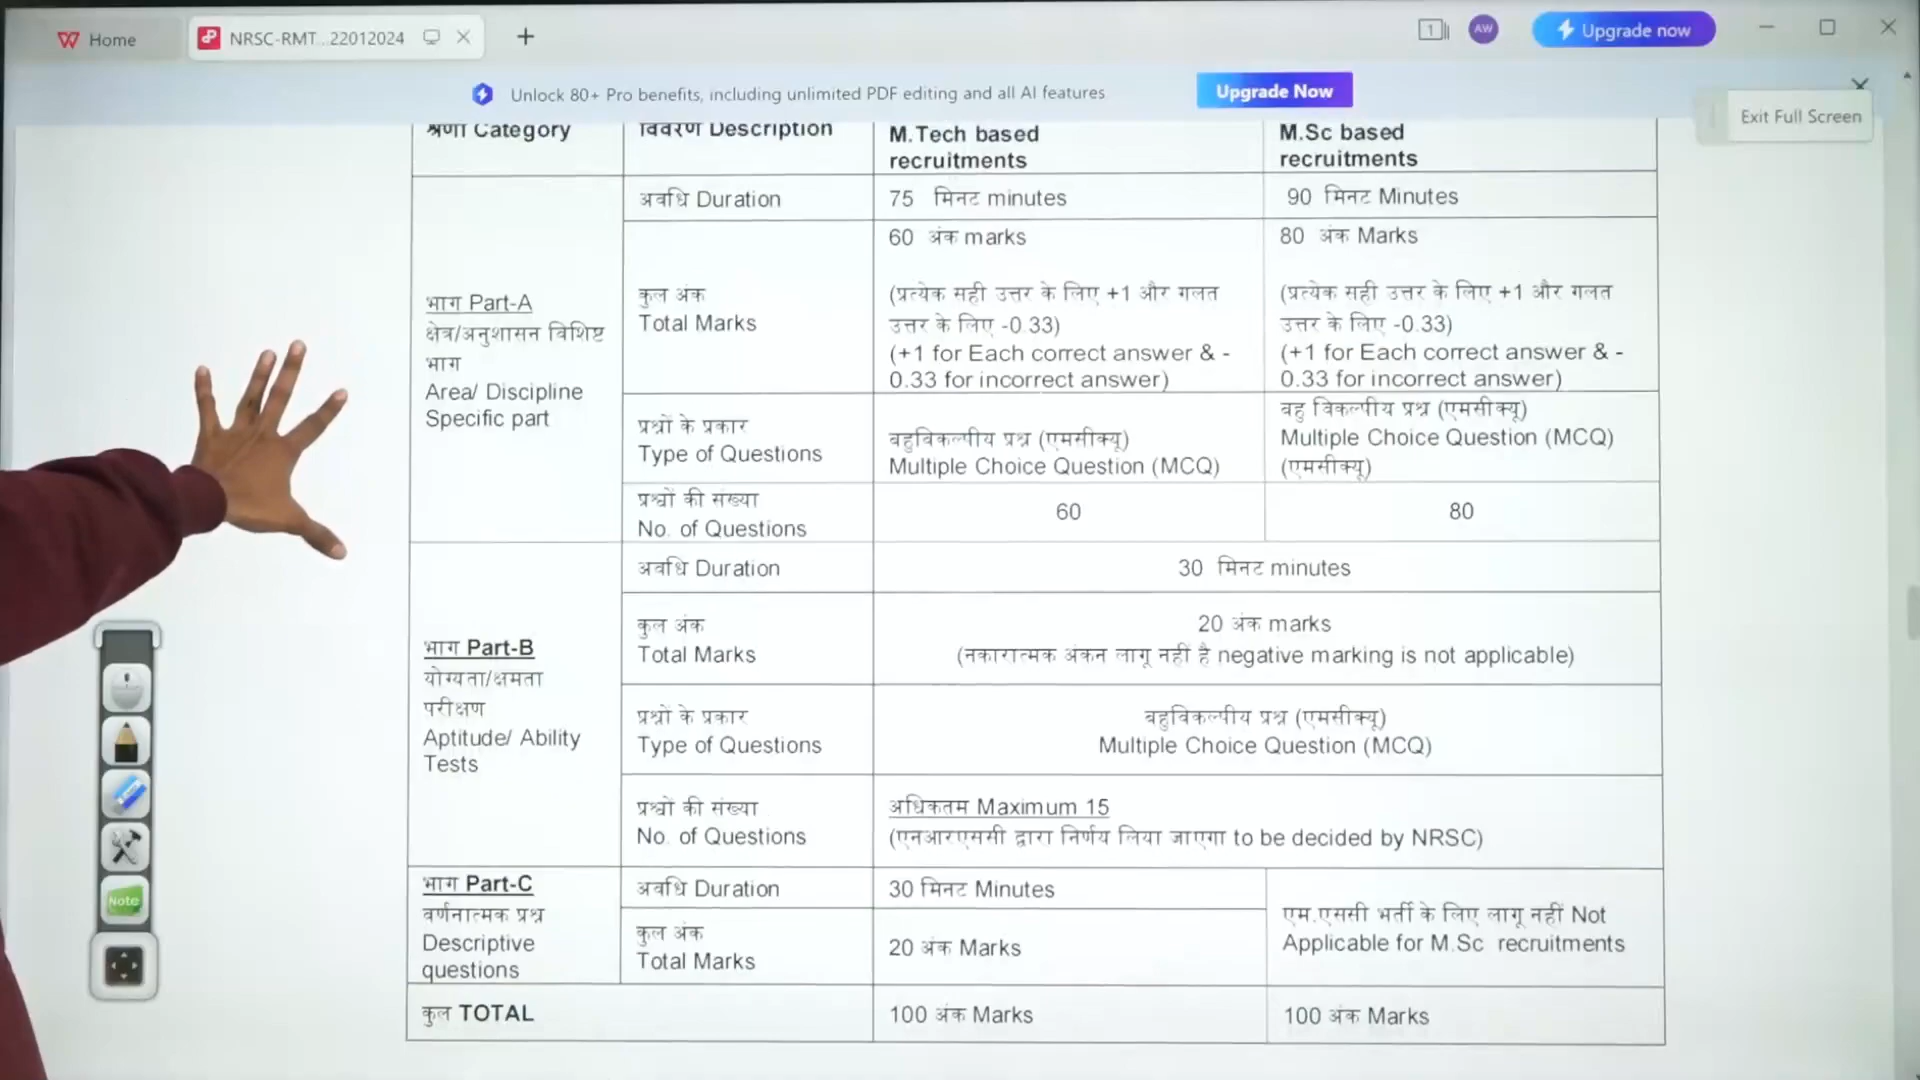 Home
NRSC-RMT...22012024
1
AW
Upgrade now
Unlock 80+ Pro benefits, including unlimited PDF editing and all AI features
Upgrade Now
Exit Full Screen
श्रेणी Category
विवरण Description
M.Tech based
recruitments
M.Sc based
recruitments
भाग Part-A
क्षेत्र/अनुशासन विशिष्ट
भाग
Area/ Discipline
Specific part
अवधि Duration
75 मिनट minutes
90 मिनट Minutes
कुल अंक
Total Marks
60 अंक marks
(प्रत्येक सही उत्तर के लिए +1 और गलत
उत्तर के लिए -0.33)
(+1 for Each correct answer & -
0.33 for incorrect answer)
80 अंक Marks
(प्रत्येक सही उत्तर के लिए +1 और गलत
उत्तर के लिए -0.33)
(+1 for Each correct answer & -
0.33 for incorrect answer)
प्रश्नों के प्रकार
Type of Questions
बहुविकल्पीय प्रश्न (एमसीक्यू)
Multiple Choice Question (MCQ)
बहु विकल्पीय प्रश्न (एमसीक्यू)
Multiple Choice Question (MCQ)
(एमसीक्यू)
प्रश्नों की संख्या
No. of Questions
60
80
भाग Part-B
योग्यता/क्षमता
परीक्षण
Aptitude/ Ability
Tests
अवधि Duration
30 मिनट minutes
कुल अंक
Total Marks
20 अंक marks
(नकारात्मक अंकन लागू नहीं है negative marking is not applicable)
प्रश्नों के प्रकार
Type of Questions
बहुविकल्पीय प्रश्न (एमसीक्यू)
Multiple Choice Question (MCQ)
प्रश्नों की संख्या
No. of Questions
अधिकतम Maximum 15
(एनआरएससी द्वारा निर्णय लिया जाएगा to be decided by NRSC)
भाग Part-C
वर्णनात्मक प्रश्न
Descriptive
questions
अवधि Duration
30 मिनट Minutes
कुल अंक
Total Marks
20 अंक Marks
एम.एससी भर्ती के लिए लागू नहीं Not
Applicable for M.Sc recruitments
कुल TOTAL
100 अंक Marks
100 अंक Marks
Note